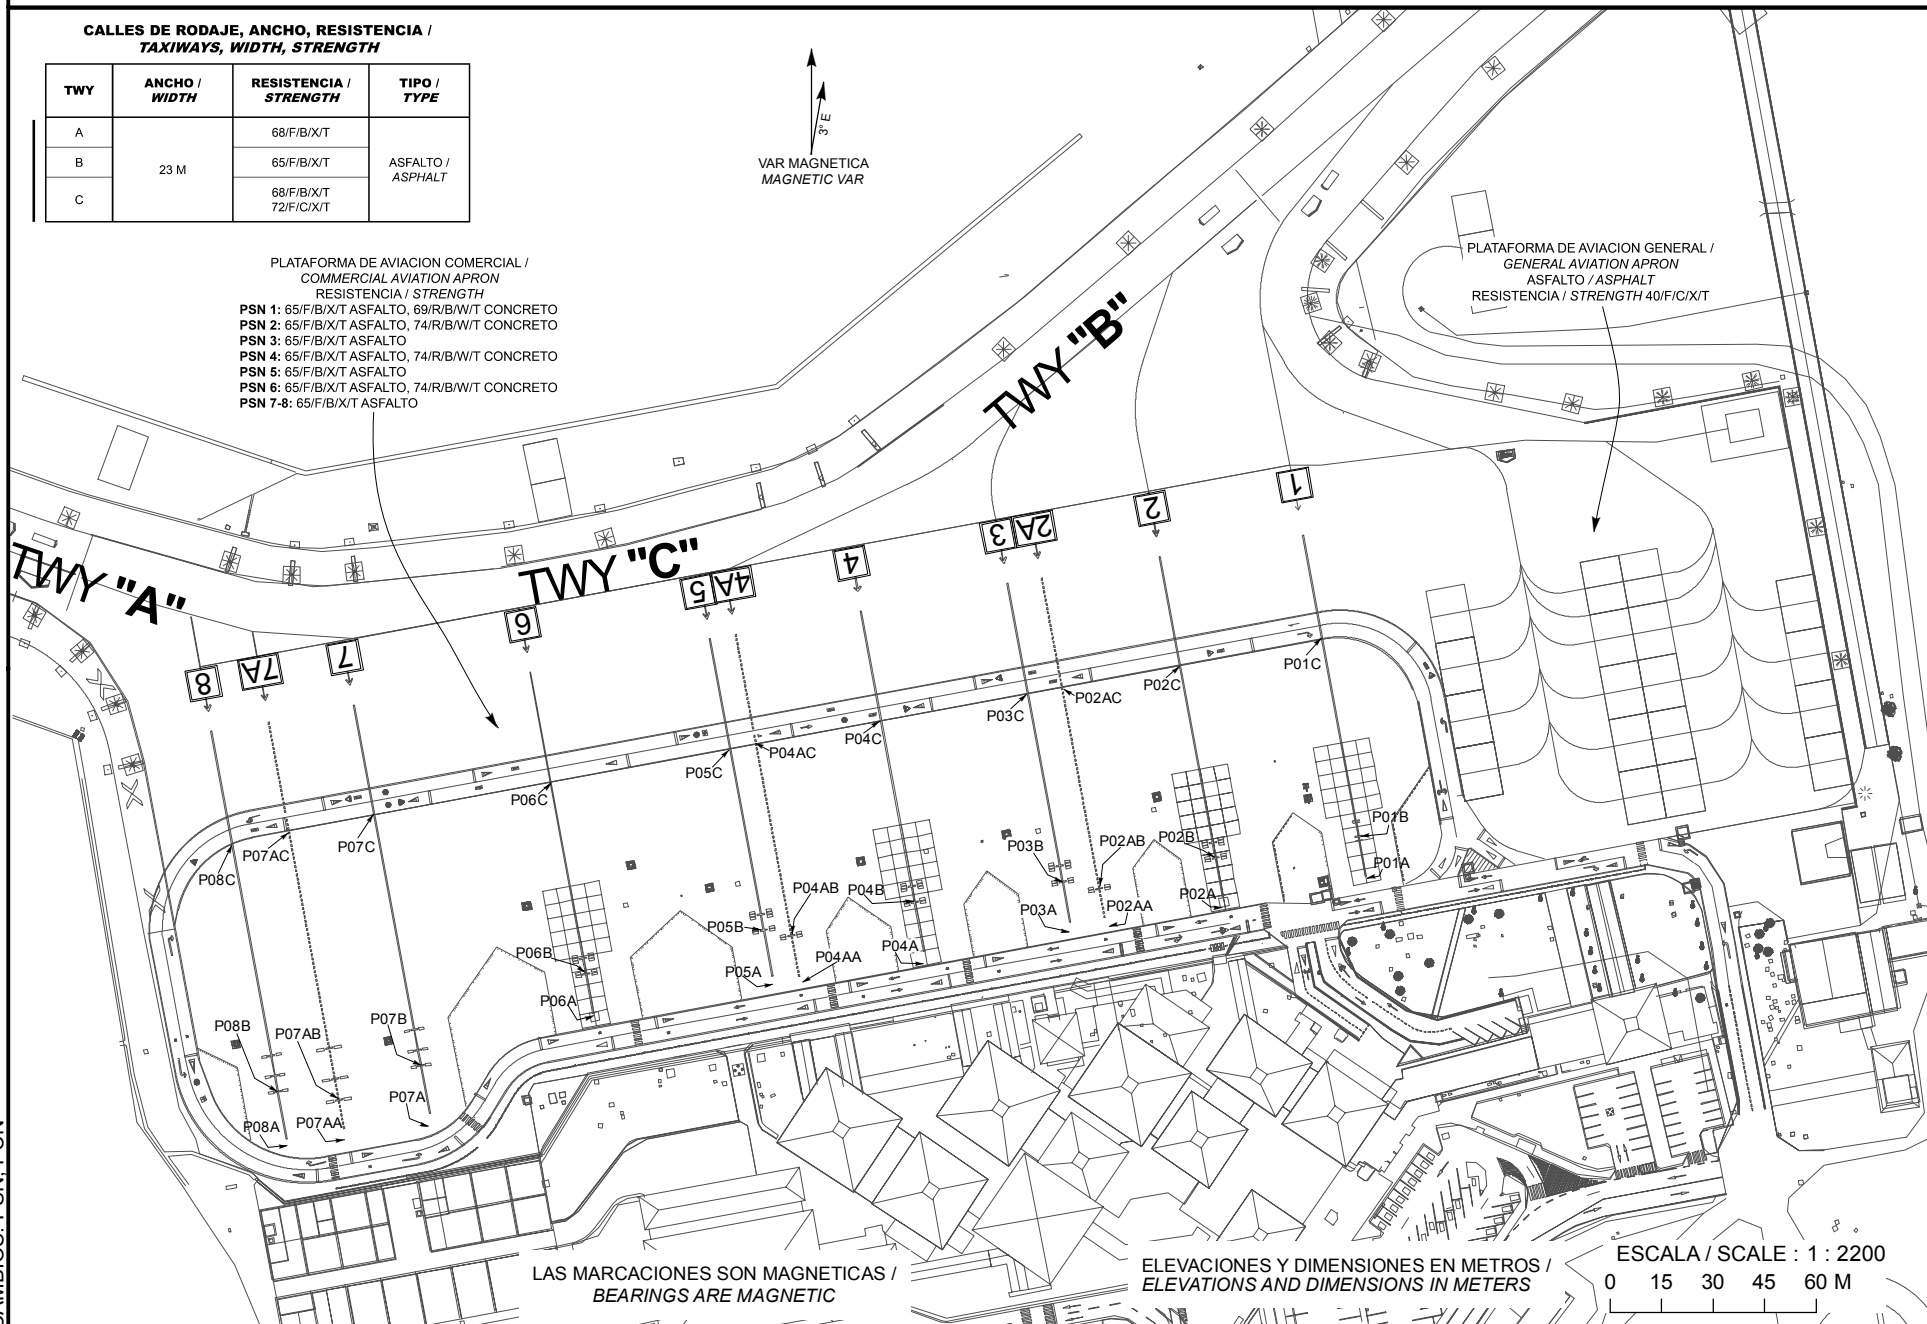 CALLES DE RODAJE, ANCHO, RESISTENCIA /
TAXIWAYS, WIDTH, STRENGTH
TWY
ANCHO /
WIDTH
RESISTENCIA /
STRENGTH
TIPO /
TYPE
A
68/F/B/X/T
B
23 M
65/F/B/X/T
ASFALTO /
ASPHALT
C
68/F/B/X/T
72/F/C/X/T
3° E
VAR MAGNETICA
MAGNETIC VAR
PLATAFORMA DE AVIACION COMERCIAL /
COMMERCIAL AVIATION APRON
RESISTENCIA / STRENGTH
PSN 1: 65/F/B/X/T ASFALTO, 69/R/B/W/T CONCRETO
PSN 2: 65/F/B/X/T ASFALTO, 74/R/B/W/T CONCRETO
PSN 3: 65/F/B/X/T ASFALTO
PSN 4: 65/F/B/X/T ASFALTO, 74/R/B/W/T CONCRETO
PSN 5: 65/F/B/X/T ASFALTO
PSN 6: 65/F/B/X/T ASFALTO, 74/R/B/W/T CONCRETO
PSN 7-8: 65/F/B/X/T ASFALTO
PLATAFORMA DE AVIACION GENERAL /
GENERAL AVIATION APRON
ASFALTO / ASPHALT
RESISTENCIA / STRENGTH 40/F/C/X/T
TWY "B"
TWY "C"
TWY "A"
1
2
2A
3
4
4A
5
6
7
7A
8
P01C
P02C
P02AC
P03C
P04C
P04AC
P05C
P06C
P07C
P07AC
P08C
P01B
P01A
P02B
P02A
P02AB
P02AA
P03B
P03A
P04B
P04A
P04AB
P04AA
P05B
P05A
P06B
P06A
P07B
P07A
P07AB
P07AA
P08B
P08A
LAS MARCACIONES SON MAGNETICAS /
BEARINGS ARE MAGNETIC
ELEVACIONES Y DIMENSIONES EN METROS /
ELEVATIONS AND DIMENSIONS IN METERS
ESCALA / SCALE : 1 : 2200
0 15 30 45 60 M